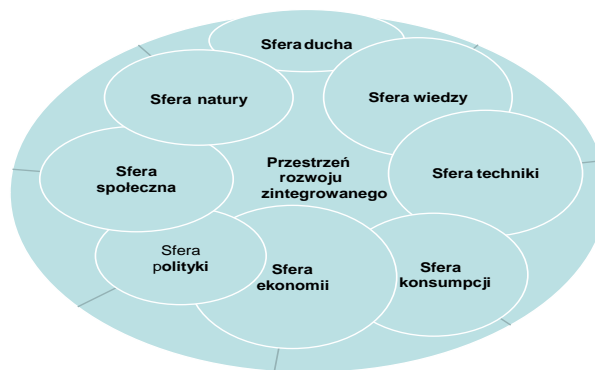 Sfera ducha
Sfera natury
Sfera wiedzy
Sfera
społeczna
Przestrzeń
rozwoju
zintegrowanego
Sfera techniki
Sfera
polityki
Sfera
ekonomii
Sfera
konsumpcji